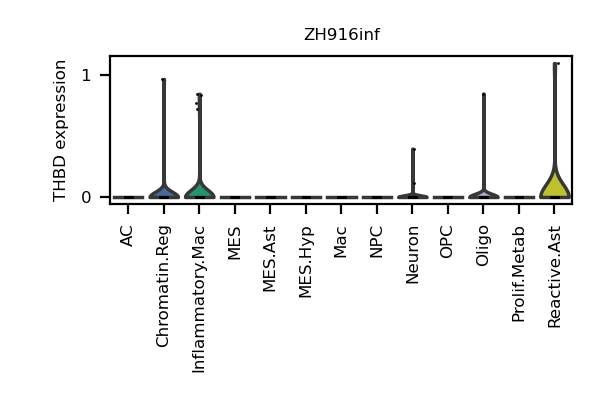 ZH916inf
THBD expression
1
0
AC
Chromatin.Reg
Inflammatory.Mac
MES
MES.Ast
MES.Hyp
Mac
NPC
Neuron
OPC
Oligo
Prolif.Metab
Reactive.Ast